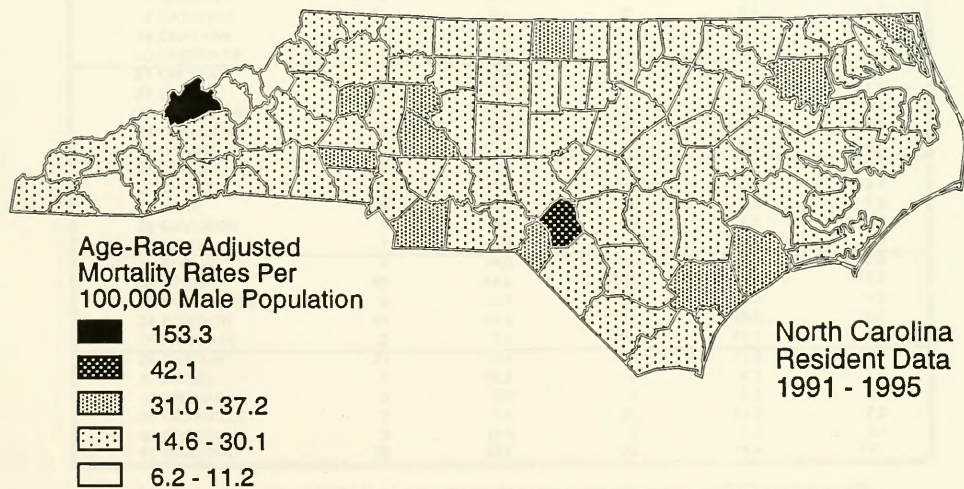 Age-Race Adjusted
Mortality Rates Per
100,000 Male Population
153.3
42.1
31.0 - 37.2
14.6 - 30.1
6.2 - 11.2
North Carolina
Resident Data
1991 - 1995